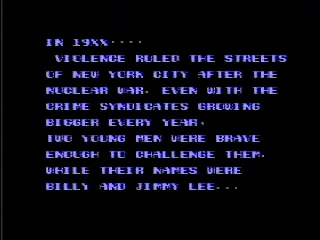 IN 19XX····
VIOLENCE RULED THE STREETS
OF NEW YORK CITY AFTER THE
NUCLEAR WAR. EVEN WITH THE
CRIME SYNDICATES GROWING
BIGGER EVERY YEAR,
TWO YOUNG MEN WERE BRAVE
ENOUGH TO CHALLENGE THEM.
WHILE THEIR NAMES WERE
BILLY AND JIMMY LEE...